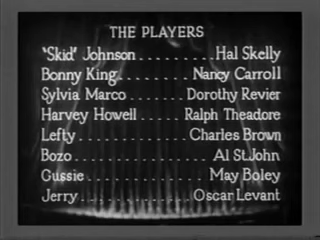 THE PLAYERS
"Skid" Johnson ........ Hal Skelly
Bonny King ........ Nancy Carroll
Sylvia Marco ....... Dorothy Revier
Harvey Howell ..... Ralph Theadore
Lefty ............. Charles Brown
Bozo ................ Al St.John
Gussie .............. May Boley
Jerry ............. Oscar Levant